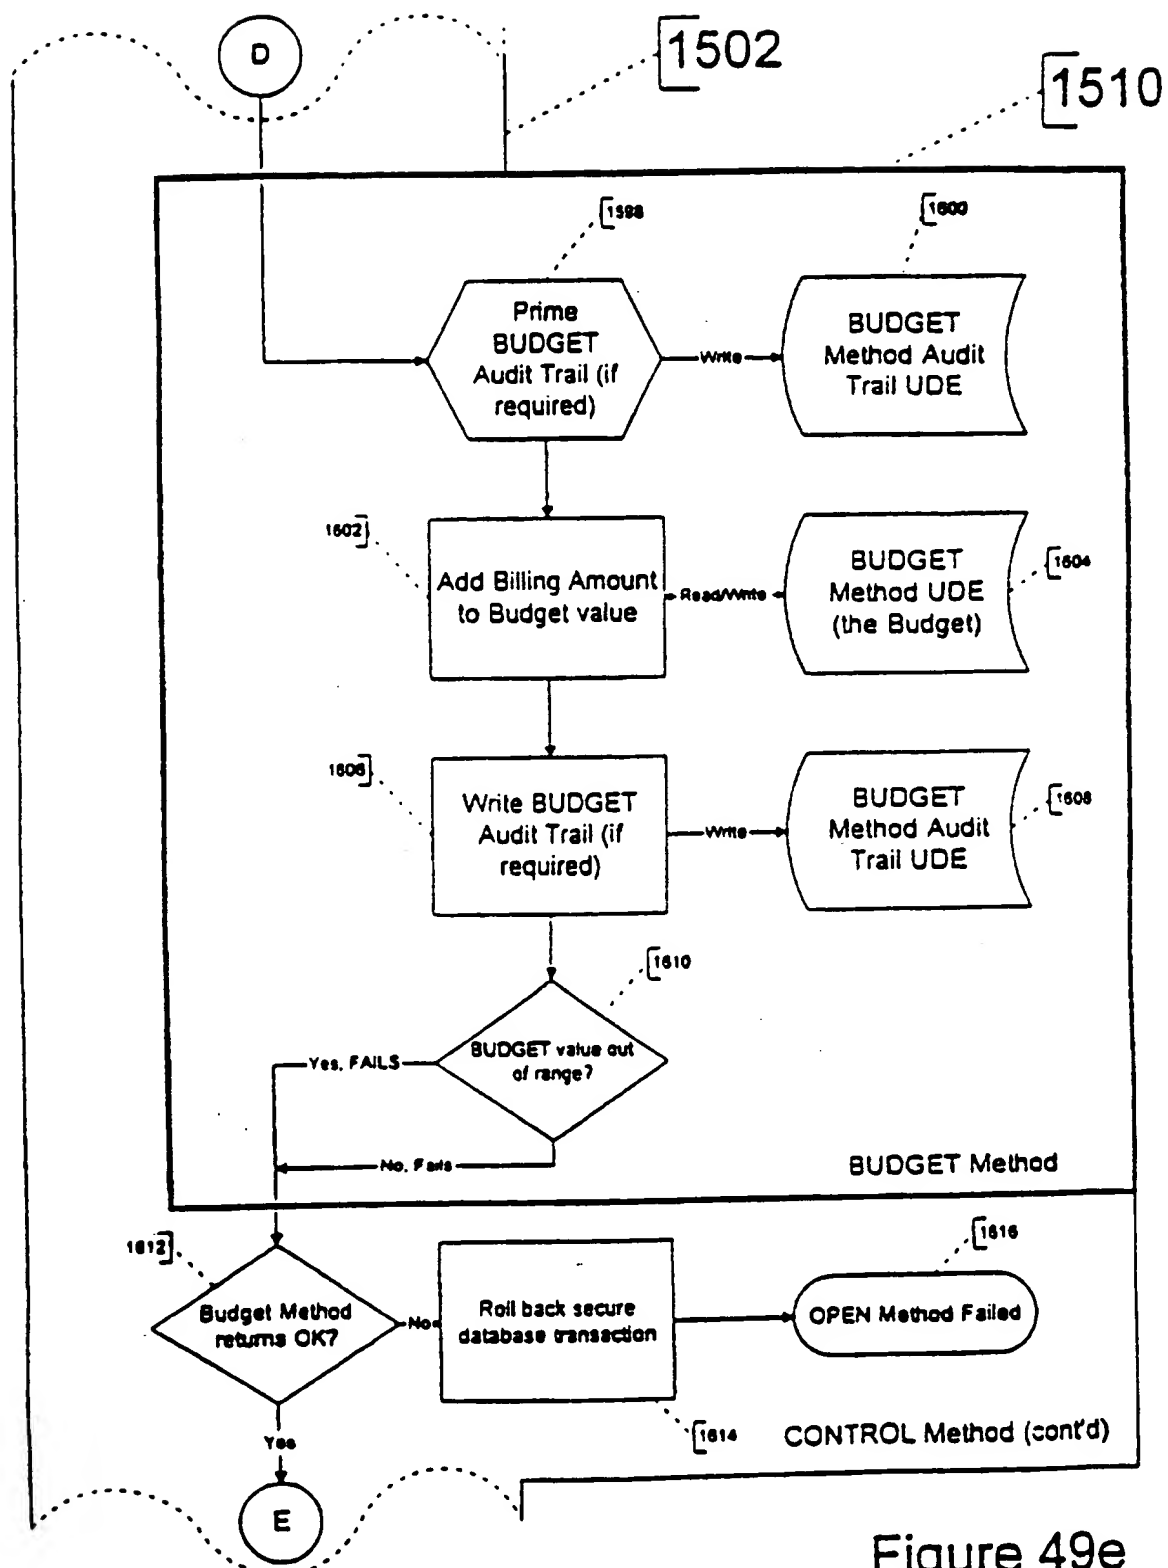 D
1502
1510
1598
1600
Prime
BUDGET
Audit Trail (if
required)
Write
BUDGET
Method Audit
Trail UDE
1602
Add Billing Amount
to Budget value
Read/Write
BUDGET
Method UDE
(the Budget)
1604
1606
Write BUDGET
Audit Trail (if
required)
Write
BUDGET
Method Audit
Trail UDE
1608
1610
BUDGET value out
of range?
Yes, FAILS
No, Fails
BUDGET Method
1612
Budget Method
returns OK?
No
Roll back secure
database transaction
1616
OPEN Method Failed
1614
CONTROL Method (cont'd)
Yes
E
Figure 49e